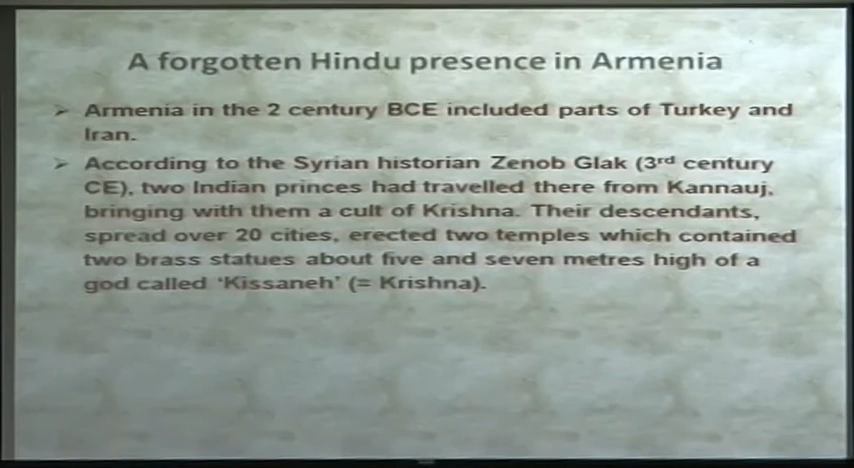 A forgotten Hindu presence in Armenia
➢ Armenia in the 2 century BCE included parts of Turkey and
Iran.
➢ According to the Syrian historian Zenob Glak (3rd century
CE), two Indian princes had travelled there from Kannauj,
bringing with them a cult of Krishna. Their descendants,
spread over 20 cities, erected two temples which contained
two brass statues about five and seven metres high of a
god called ‘Kissaneh’ (= Krishna).